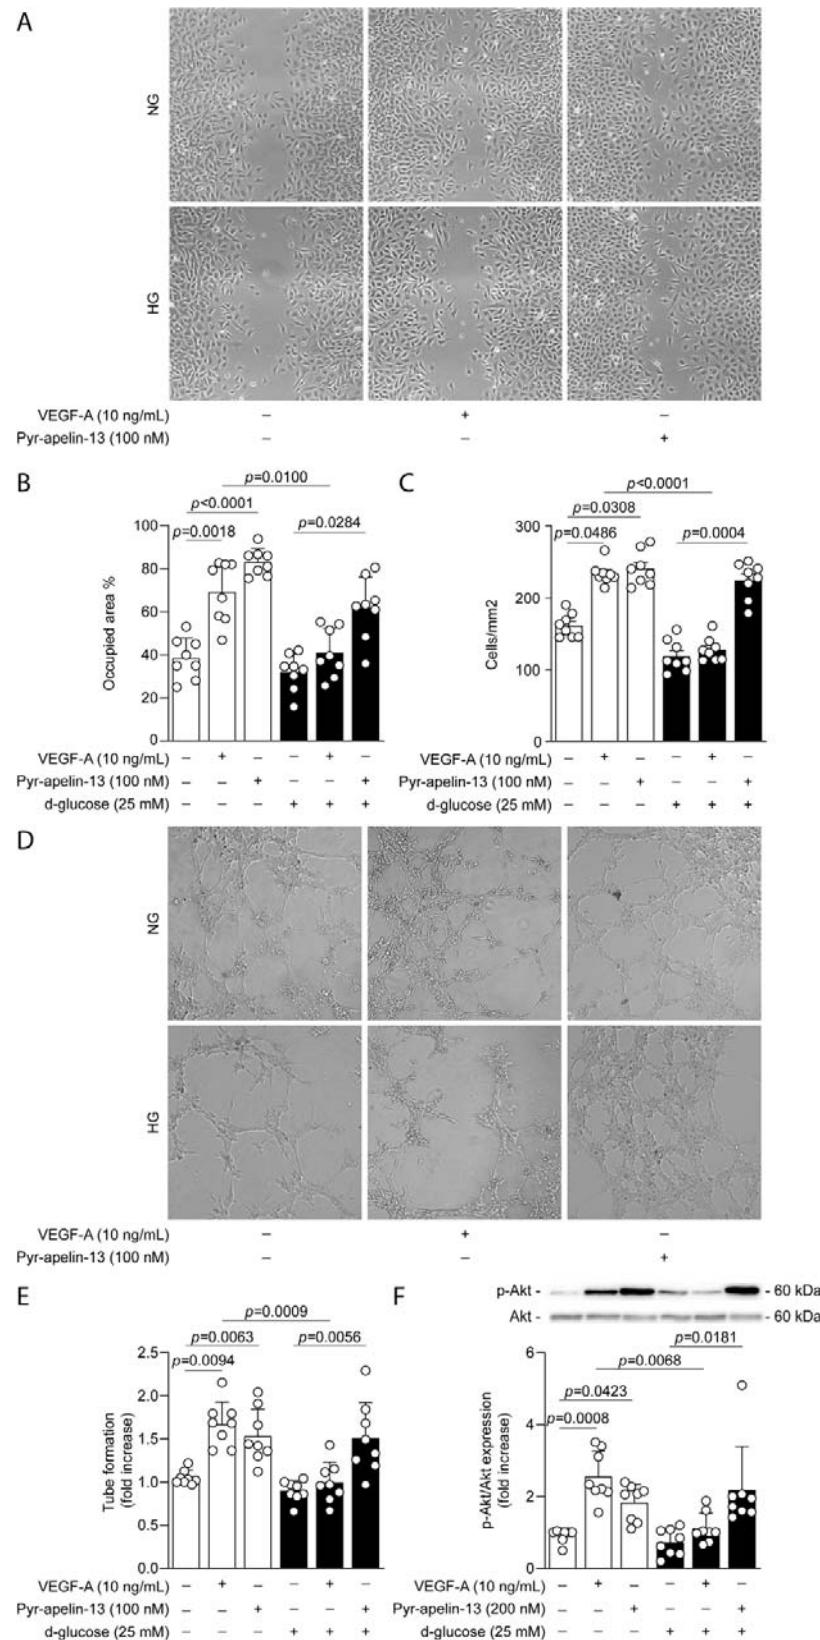 A
NG
HG
VEGF-A (10 ng/mL) – + –
Pyr-apelin-13 (100 nM) – – +
B
p=0.0100
p<0.0001
p=0.0018
p=0.0284
Occupied area %
100
80
60
40
20
0
VEGF-A (10 ng/mL) – + – – + –
Pyr-apelin-13 (100 nM) – – + – – +
d-glucose (25 mM) – – – + + +
C
p<0.0001
p=0.0308
p=0.0486
p=0.0004
Cells/mm2
300
200
100
0
VEGF-A (10 ng/mL) – + – – + –
Pyr-apelin-13 (100 nM) – – + – – +
d-glucose (25 mM) – – – + + +
D
NG
HG
VEGF-A (10 ng/mL) – + –
Pyr-apelin-13 (100 nM) – – +
E
p=0.0009
p=0.0063
p=0.0056
p=0.0094
Tube formation
(fold increase)
2.5
2.0
1.5
1.0
0.5
0.0
VEGF-A (10 ng/mL) – + – – + –
Pyr-apelin-13 (100 nM) – – + – – +
d-glucose (25 mM) – – – + + +
F
p-Akt - - 60 kDa
Akt - - 60 kDa
p=0.0181
p=0.0068
p=0.0423
p=0.0008
p-Akt/Akt expression
(fold increase)
6
4
2
0
VEGF-A (10 ng/mL) – + – – + –
Pyr-apelin-13 (200 nM) – – + – – +
d-glucose (25 mM) – – – + + +